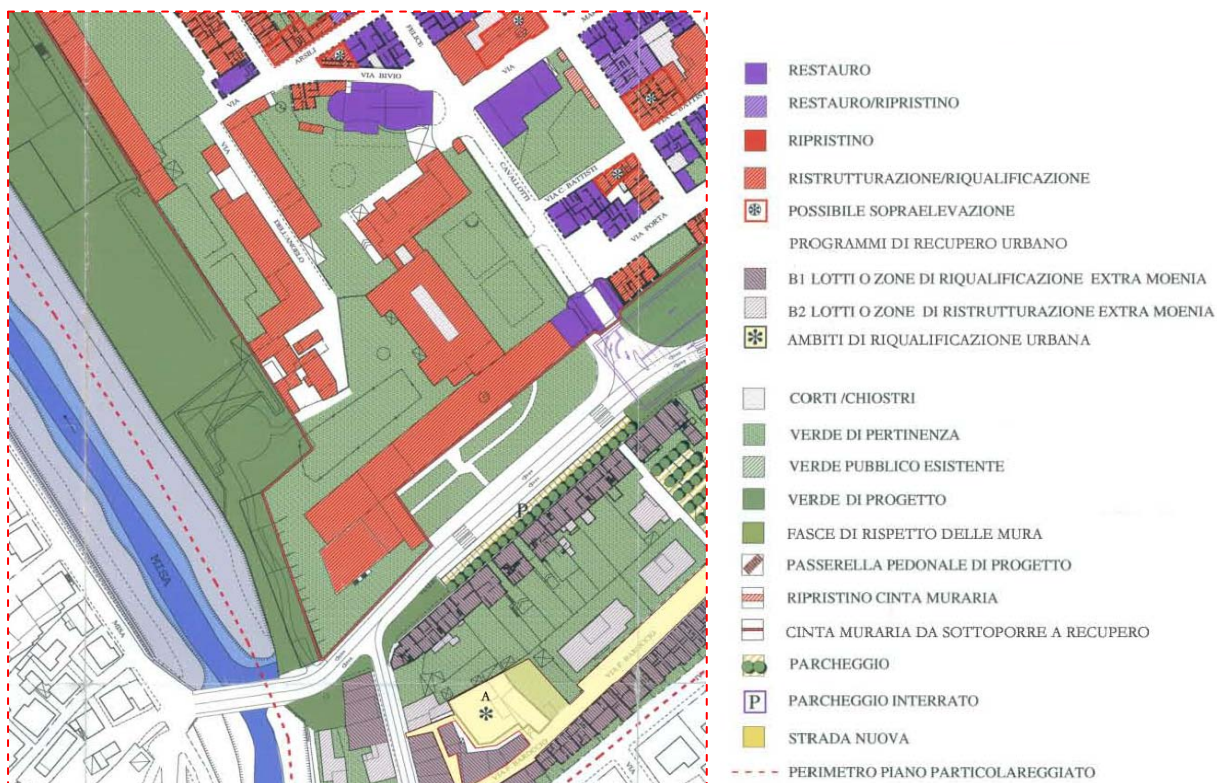 ARSILI
FELICE
VIA BIVIO
VIA
VIA
VIA
DELL'ANGELO
CAVALLOTTI
VIA C. BATTISTI
VIA PORTA
MISA
MISA
P
A
VIA F. BAROCCIO
RESTAURO
RESTAURO/RIPRISTINO
RIPRISTINO
RISTRUTTURAZIONE/RIQUALIFICAZIONE
POSSIBILE SOPRAELEVAZIONE
PROGRAMMI DI RECUPERO URBANO
B1 LOTTI O ZONE DI RIQUALIFICAZIONE EXTRA MOENIA
B2 LOTTI O ZONE DI RISTRUTTURAZIONE EXTRA MOENIA
AMBITI DI RIQUALIFICAZIONE URBANA
CORTI /CHIOSTRI
VERDE DI PERTINENZA
VERDE PUBBLICO ESISTENTE
VERDE DI PROGETTO
FASCE DI RISPETTO DELLE MURA
PASSERELLA PEDONALE DI PROGETTO
RIPRISTINO CINTA MURARIA
CINTA MURARIA DA SOTTOPORRE A RECUPERO
PARCHEGGIO
P PARCHEGGIO INTERRATO
STRADA NUOVA
PERIMETRO PIANO PARTICOLAREGGIATO